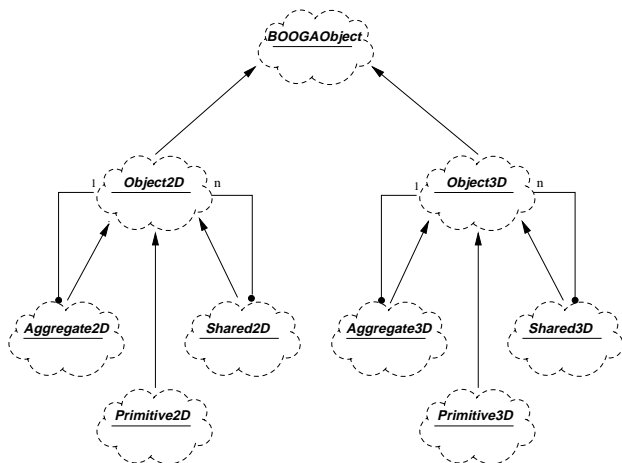 BOOGAObject
Object2D
Object3D
1
n
1
n
Aggregate2D
Shared2D
Aggregate3D
Shared3D
Primitive2D
Primitive3D